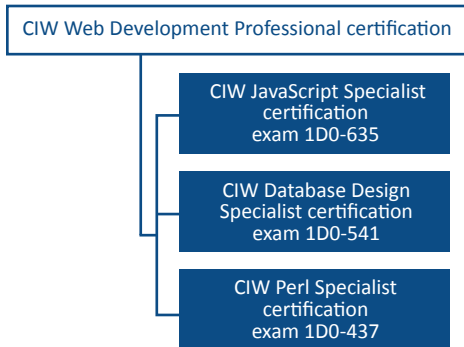 CIW Web Development Professional certification
CIW JavaScript Specialist
certification
exam 1D0-635
CIW Database Design
Specialist certification
exam 1D0-541
CIW Perl Specialist
certification
exam 1D0-437